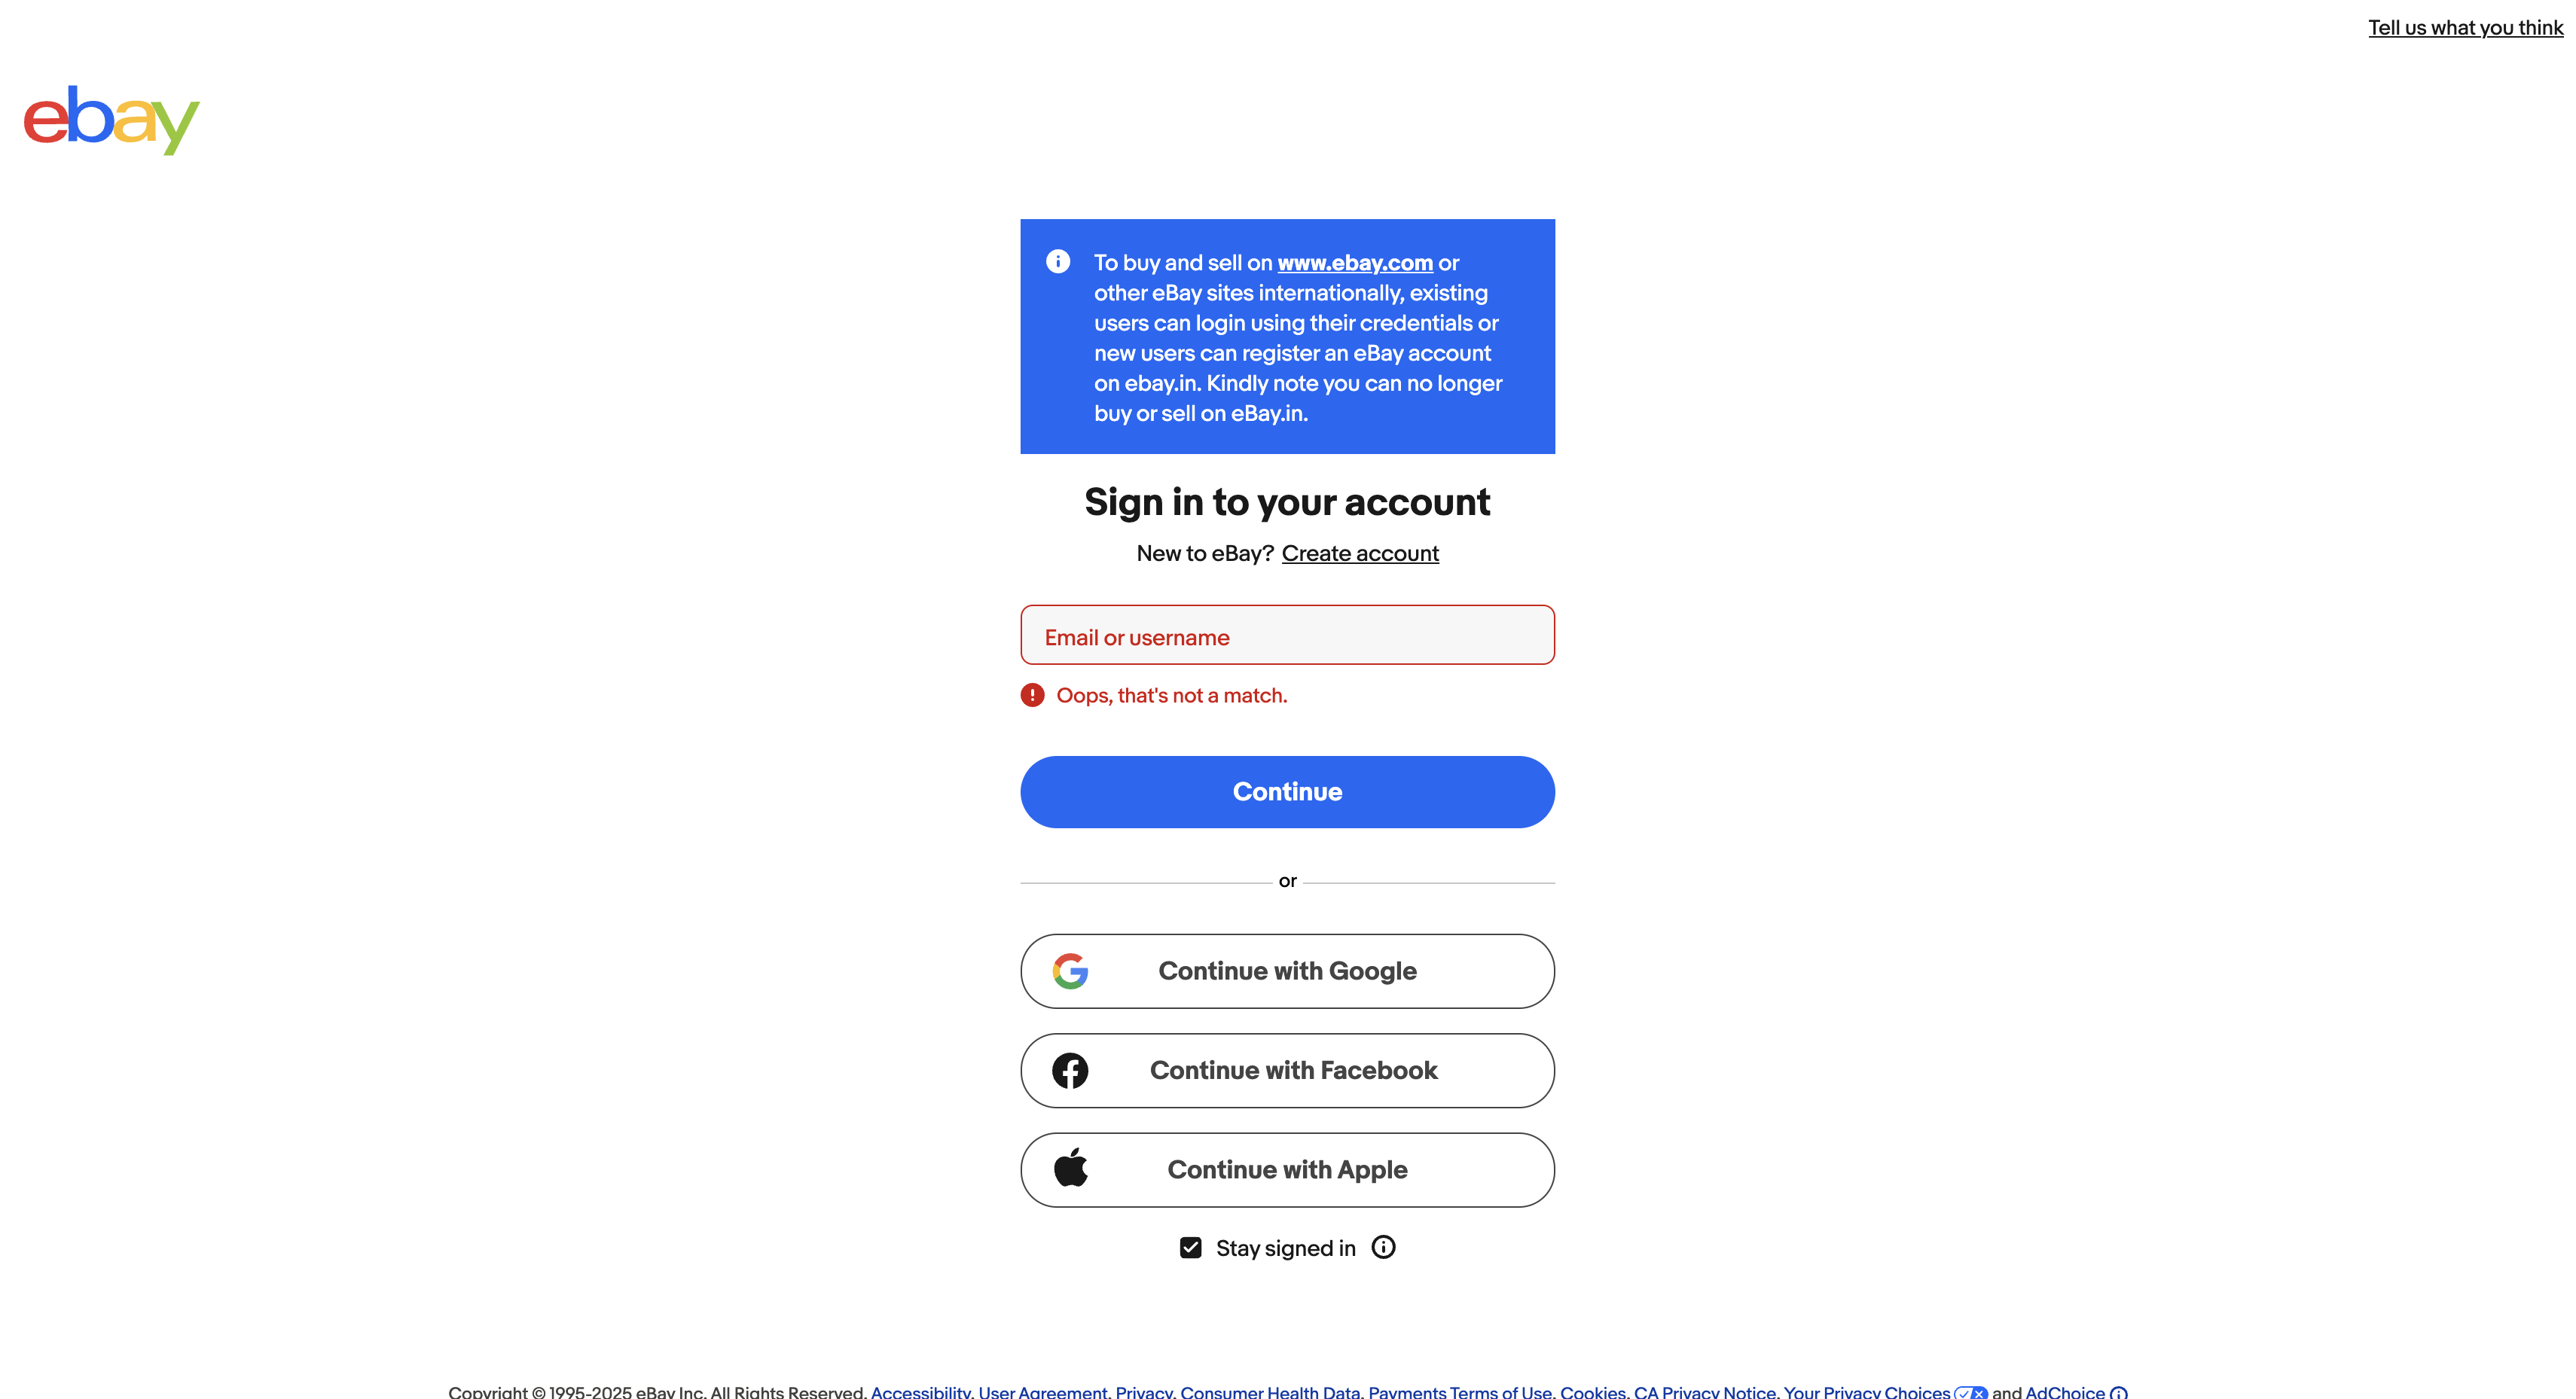 Tell us what you think
ebay
To buy and sell on www.ebay.com or
other eBay sites internationally, existing
users can login using their credentials or
new users can register an eBay account
on ebay.in. Kindly note you can no longer
buy or sell on eBay.in.
Sign in to your account
New to eBay? Create account
Email or username
Oops, that's not a match.
Continue
or
Continue with Google
Continue with Facebook
Continue with Apple
Stay signed in
Copyright © 1995-2025 eBay Inc. All Rights Reserved. Accessibility, User Agreement, Privacy, Consumer Health Data, Payments Terms of Use, Cookies, CA Privacy Notice, Your Privacy Choices and AdChoice